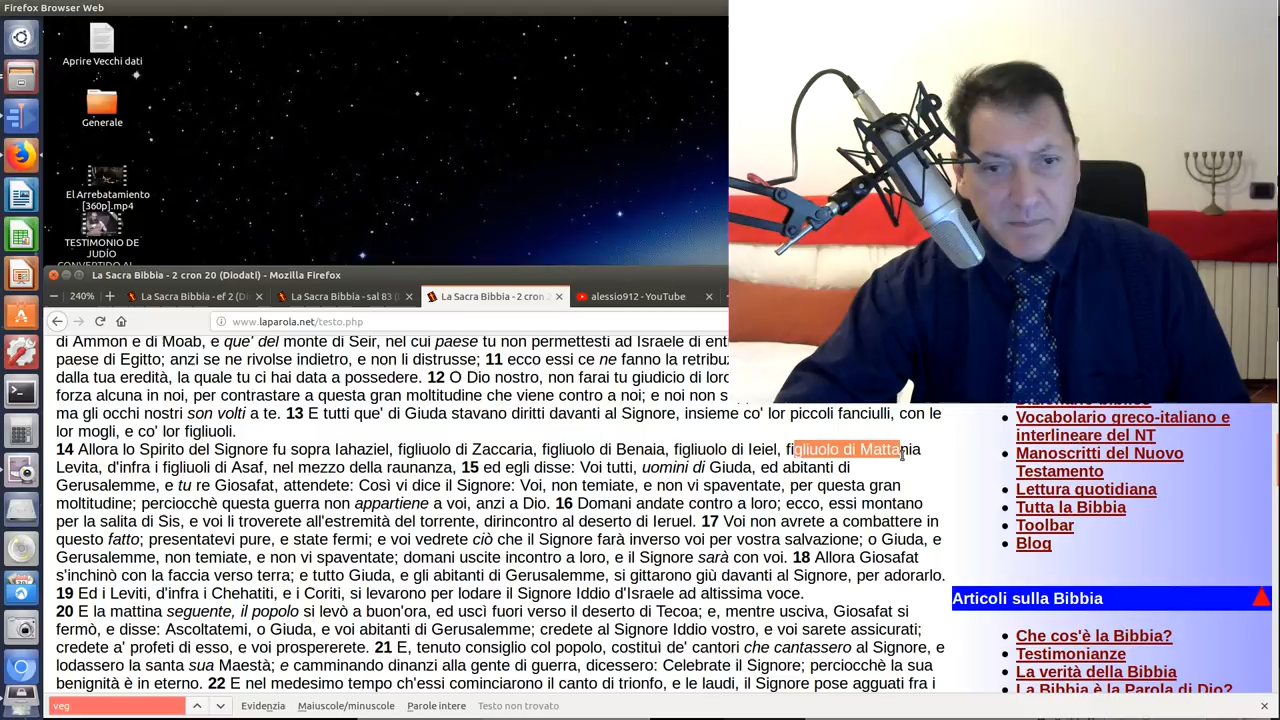 Firefox Browser Web
Aprire Vecchi dati
Generale
El Arrebatamiento
[360p].mp4
TESTIMONIO DE
JUDÍO
La Sacra Bibbia - 2 cron 20 (Diodati) - Mozilla Firefox
240%
La Sacra Bibbia - ef 2 (Di
La Sacra Bibbia - sal 83 (
La Sacra Bibbia - 2 cron 2
alessio912 - YouTube
www.laparola.net/testo.php
di Ammon e di Moab, e que' del monte di Seir, nel cui paese tu non permettesti ad Israele di ent
paese di Egitto; anzi se ne rivolse indietro, e non li distrusse; 11 ecco essi ce ne fanno la retribu
dalla tua eredità, la quale tu ci hai data a possedere. 12 O Dio nostro, non farai tu giudicio di loro
forza alcuna in noi, per contrastare a questa gran moltitudine che viene contro a noi; e noi non s
ma gli occhi nostri son volti a te. 13 E tutti que' di Giuda stavano diritti davanti al Signore, insieme co' lor piccoli fanciulli, con le
lor mogli, e co' lor figliuoli.
14 Allora lo Spirito del Signore fu sopra Iahaziel, figliuolo di Zaccaria, figliuolo di Benaia, figliuolo di Ieiel, figliuolo di Mattania
Levita, d'infra i figliuoli di Asaf, nel mezzo della raunanza, 15 ed egli disse: Voi tutti, uomini di Giuda, ed abitanti di
Gerusalemme, e tu re Giosafat, attendete: Così vi dice il Signore: Voi, non temiate, e non vi spaventate, per questa gran
moltitudine; perciocchè questa guerra non appartiene a voi, anzi a Dio. 16 Domani andate contro a loro; ecco, essi montano
per la salita di Sis, e voi li troverete all'estremità del torrente, dirincontro al deserto di Ieruel. 17 Voi non avrete a combattere in
questo fatto; presentatevi pure, e state fermi; e voi vedrete ciò che il Signore farà inverso voi per vostra salvazione; o Giuda, e
Gerusalemme, non temiate, e non vi spaventate; domani uscite incontro a loro, e il Signore sarà con voi. 18 Allora Giosafat
s'inchinò con la faccia verso terra; e tutto Giuda, e gli abitanti di Gerusalemme, si gittarono giù davanti al Signore, per adorarlo.
19 Ed i Leviti, d'infra i Chehatiti, e i Coriti, si levarono per lodare il Signore Iddio d'Israele ad altissima voce.
20 E la mattina seguente, il popolo si levò a buon'ora, ed uscì fuori verso il deserto di Tecoa; e, mentre usciva, Giosafat si
fermò, e disse: Ascoltatemi, o Giuda, e voi abitanti di Gerusalemme; credete al Signore Iddio vostro, e voi sarete assicurati;
credete a' profeti di esso, e voi prospererete. 21 E, tenuto consiglio col popolo, costituì de' cantori che cantassero al Signore, e
lodassero la santa sua Maestà; e camminando dinanzi alla gente di guerra, dicessero: Celebrate il Signore; perciocchè la sua
benignità è in eterno. 22 E nel medesimo tempo ch'essi cominciarono il canto di trionfo, e le laudi, il Signore pose agguati fra i
Vocabolario greco-italiano e
interlineare del NT
Manoscritti del Nuovo
Testamento
Lettura quotidiana
Tutta la Bibbia
Toolbar
Blog
Articoli sulla Bibbia
Che cos'è la Bibbia?
Testimonianze
La verità della Bibbia
La Bibbia è la Parola di Dio?
veg
Evidenzia
Maiuscole/minuscole
Parole intere
Testo non trovato